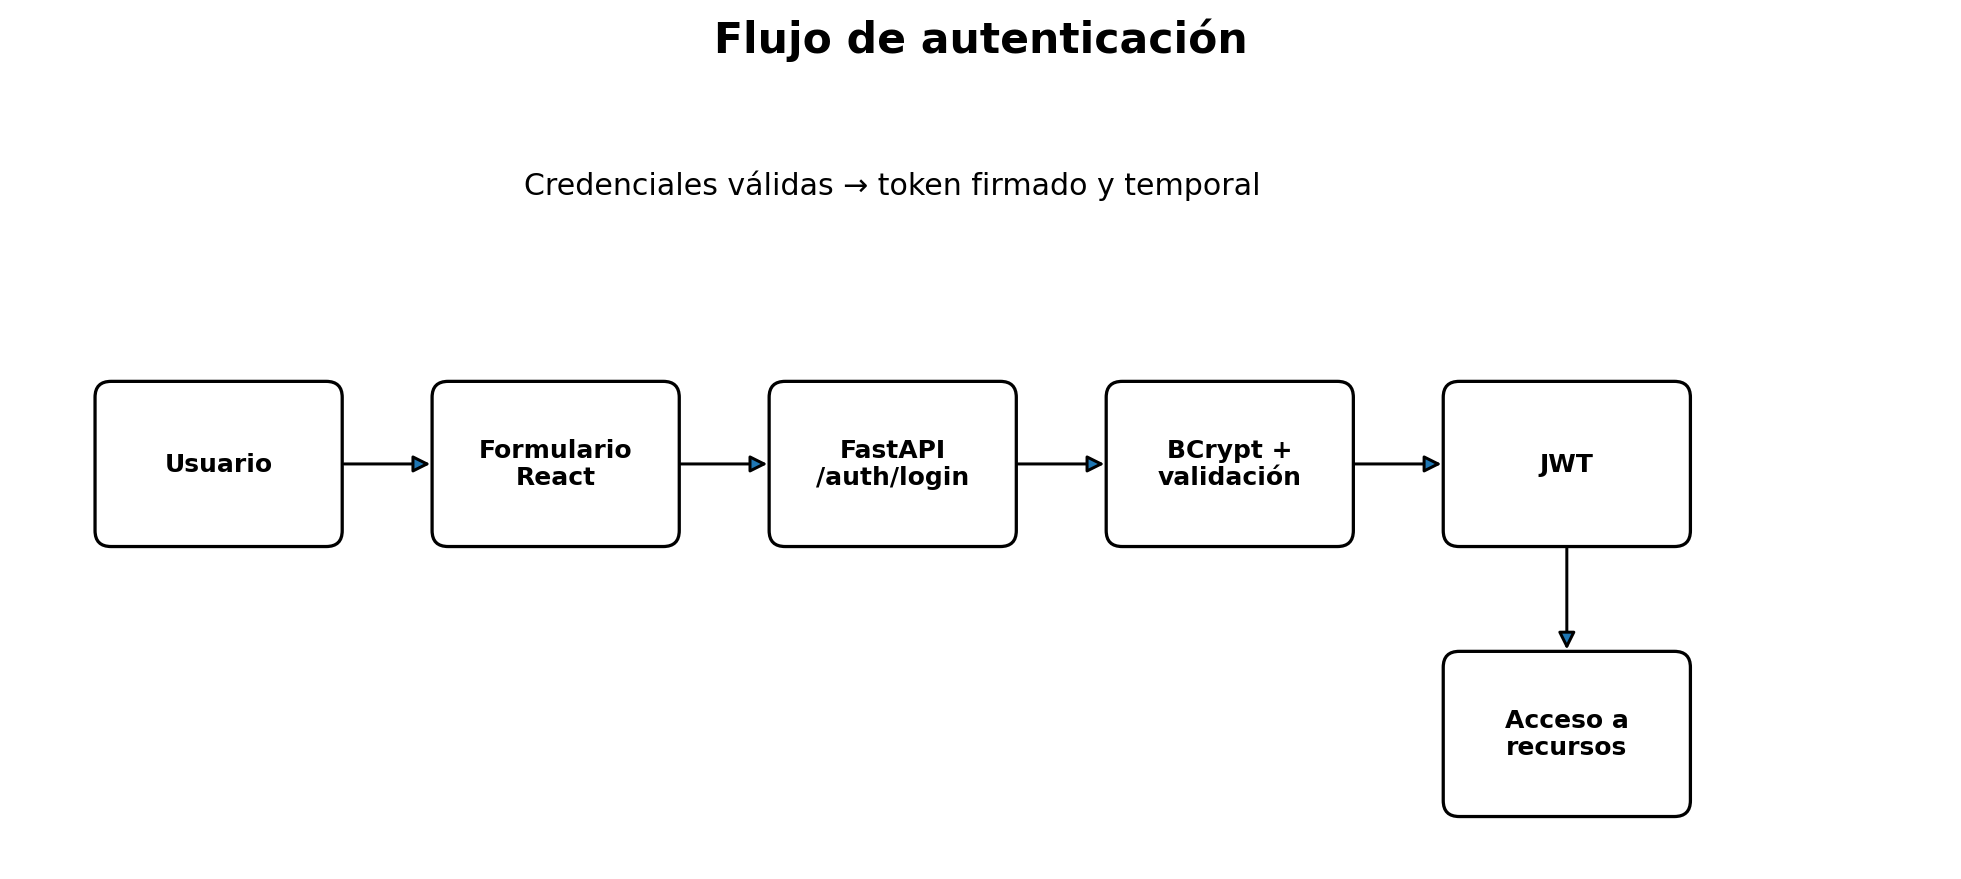 Flujo de autenticación
Credenciales válidas → token firmado y temporal
Usuario
Formulario
React
FastAPI
/auth/login
BCrypt +
validación
JWT
Acceso a
recursos